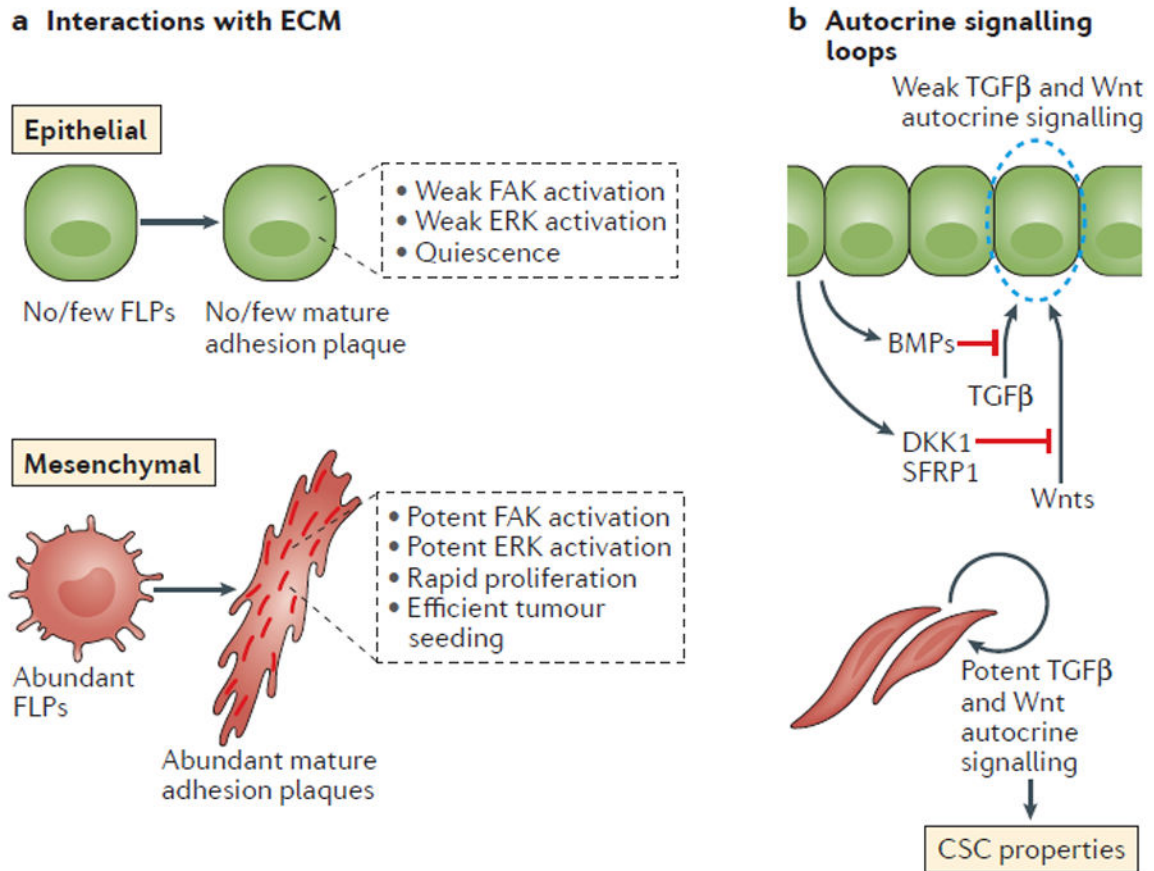 a Interactions with ECM
Epithelial
• Weak FAK activation
• Weak ERK activation
• Quiescence
No/few FLPs
No/few mature
adhesion plaque
Mesenchymal
• Potent FAK activation
• Potent ERK activation
• Rapid proliferation
• Efficient tumour
seeding
Abundant
FLPs
Abundant mature
adhesion plaques
b Autocrine signalling
loops
Weak TGFβ and Wnt
autocrine signalling
BMPs
TGFβ
DKK1
SFRP1
Wnts
Potent TGFβ
and Wnt
autocrine
signalling
CSC properties